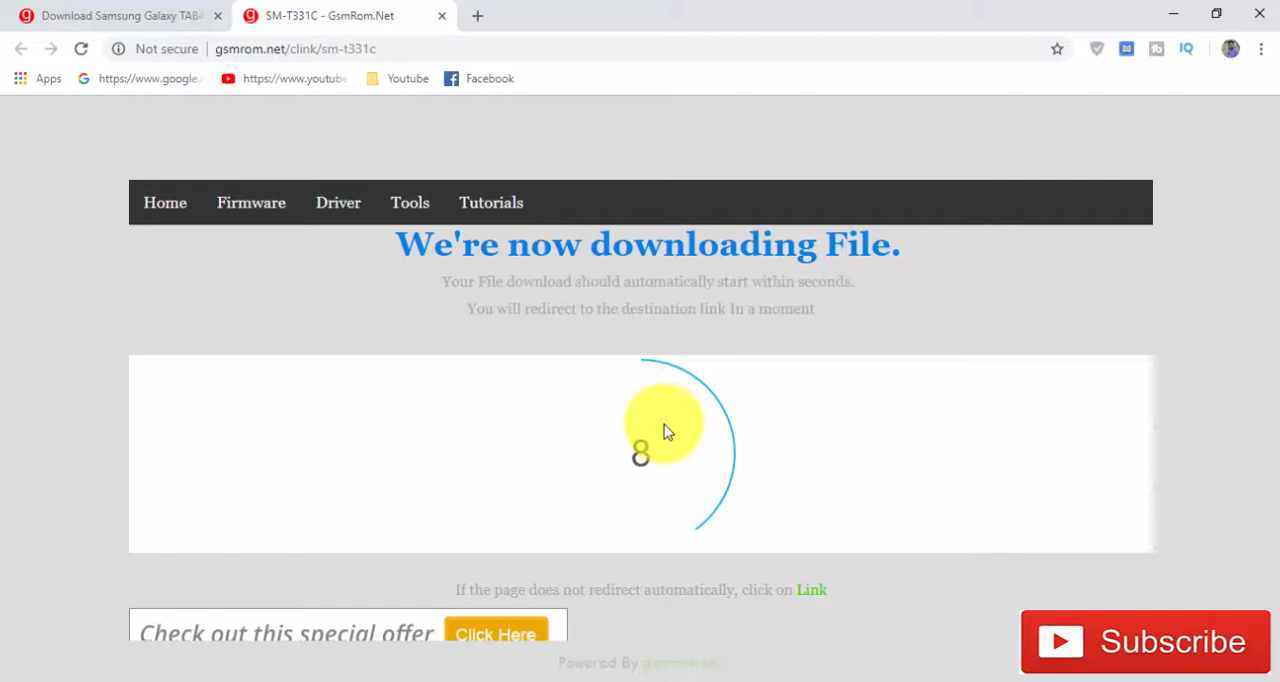 Download Samsung Galaxy TAB4
SM-T331C - GsmRom.Net
Not secure
gsmrom.net/clink/sm-t331c
Apps
https://www.google.c
https://www.youtube
Youtube
Facebook
Home
Firmware
Driver
Tools
Tutorials
We're now downloading File.
Your File download should automatically start within seconds.
You will redirect to the destination link In a moment
8
If the page does not redirect automatically, click on Link
Check out this special offer
Click Here
Powered By
Subscribe